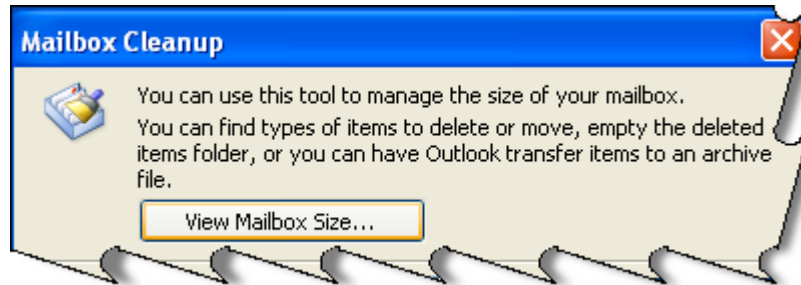 Mailbox Cleanup
You can use this tool to manage the size of your mailbox.
You can find types of items to delete or move, empty the deleted
items folder, or you can have Outlook transfer items to an archive
file.
View Mailbox Size...